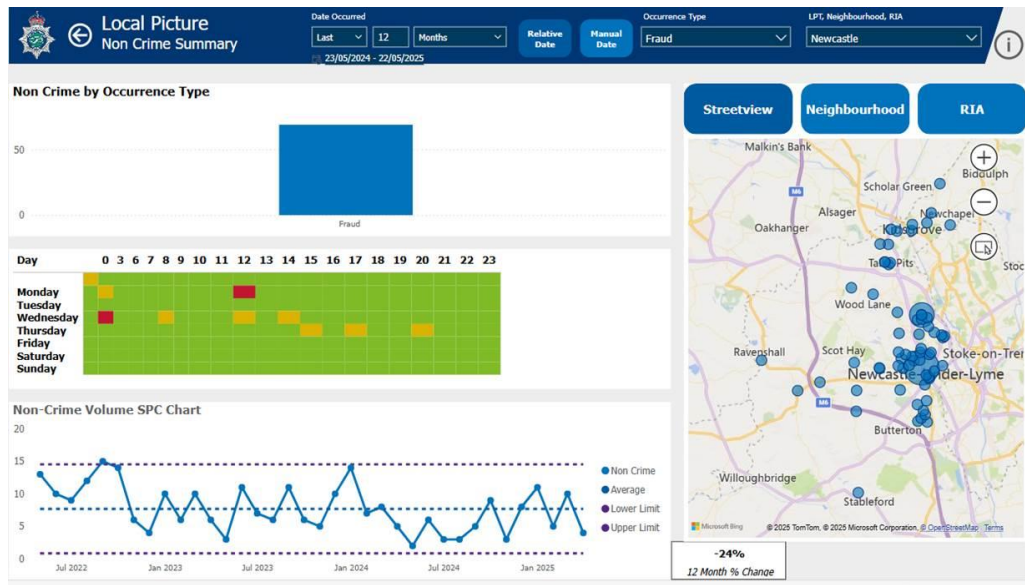 Local Picture
Non Crime Summary
Date Occurred
Last 12 Months
23/05/2024 - 22/05/2025
Relative
Date
Manual
Date
Occurrence Type
Fraud
LPT, Neighbourhood, RIA
Newcastle
i
Non Crime by Occurrence Type
50
0
Fraud
Day 0 3 6 7 8 9 10 11 12 13 14 15 16 17 18 19 20 21 22 23
Monday
Tuesday
Wednesday
Thursday
Friday
Saturday
Sunday
Non-Crime Volume SPC Chart
20
15
10
5
0
Jul 2022 Jan 2023 Jul 2023 Jan 2024 Jul 2024 Jan 2025
Non Crime
Average
Lower Limit
Upper Limit
Streetview Neighbourhood RIA
Malkin's Bank
Biddulph
M6
Scholar Green
Alsager
Newchapel
Oakhanger
Kidsgrove
Pits
Stoc
Wood Lane
Ravenshall
Scot Hay
Stoke-on-Tren
Newcastle-under-Lyme
M6
Butterton
Willoughbridge
Stableford
Microsoft Bing
© 2025 TomTom, © 2025 Microsoft Corporation, © OpenStreetMap Terms
-24%
12 Month % Change